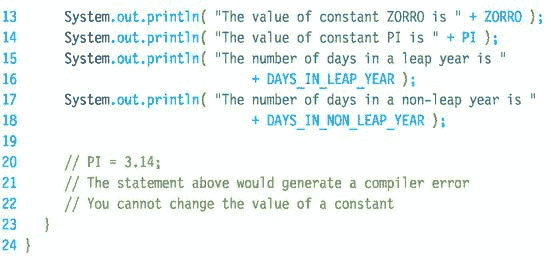 13 System.out.println( "The value of constant ZORRO is " + ZORRO );
14 System.out.println( "The value of constant PI is " + PI );
15 System.out.println( "The number of days in a leap year is "
16 + DAYS_IN_LEAP_YEAR );
17 System.out.println( "The number of days in a non-leap year is "
18 + DAYS_IN_NON_LEAP_YEAR );
19
20 // PI = 3.14;
21 // The statement above would generate a compiler error
22 // You cannot change the value of a constant
23 }
24 }